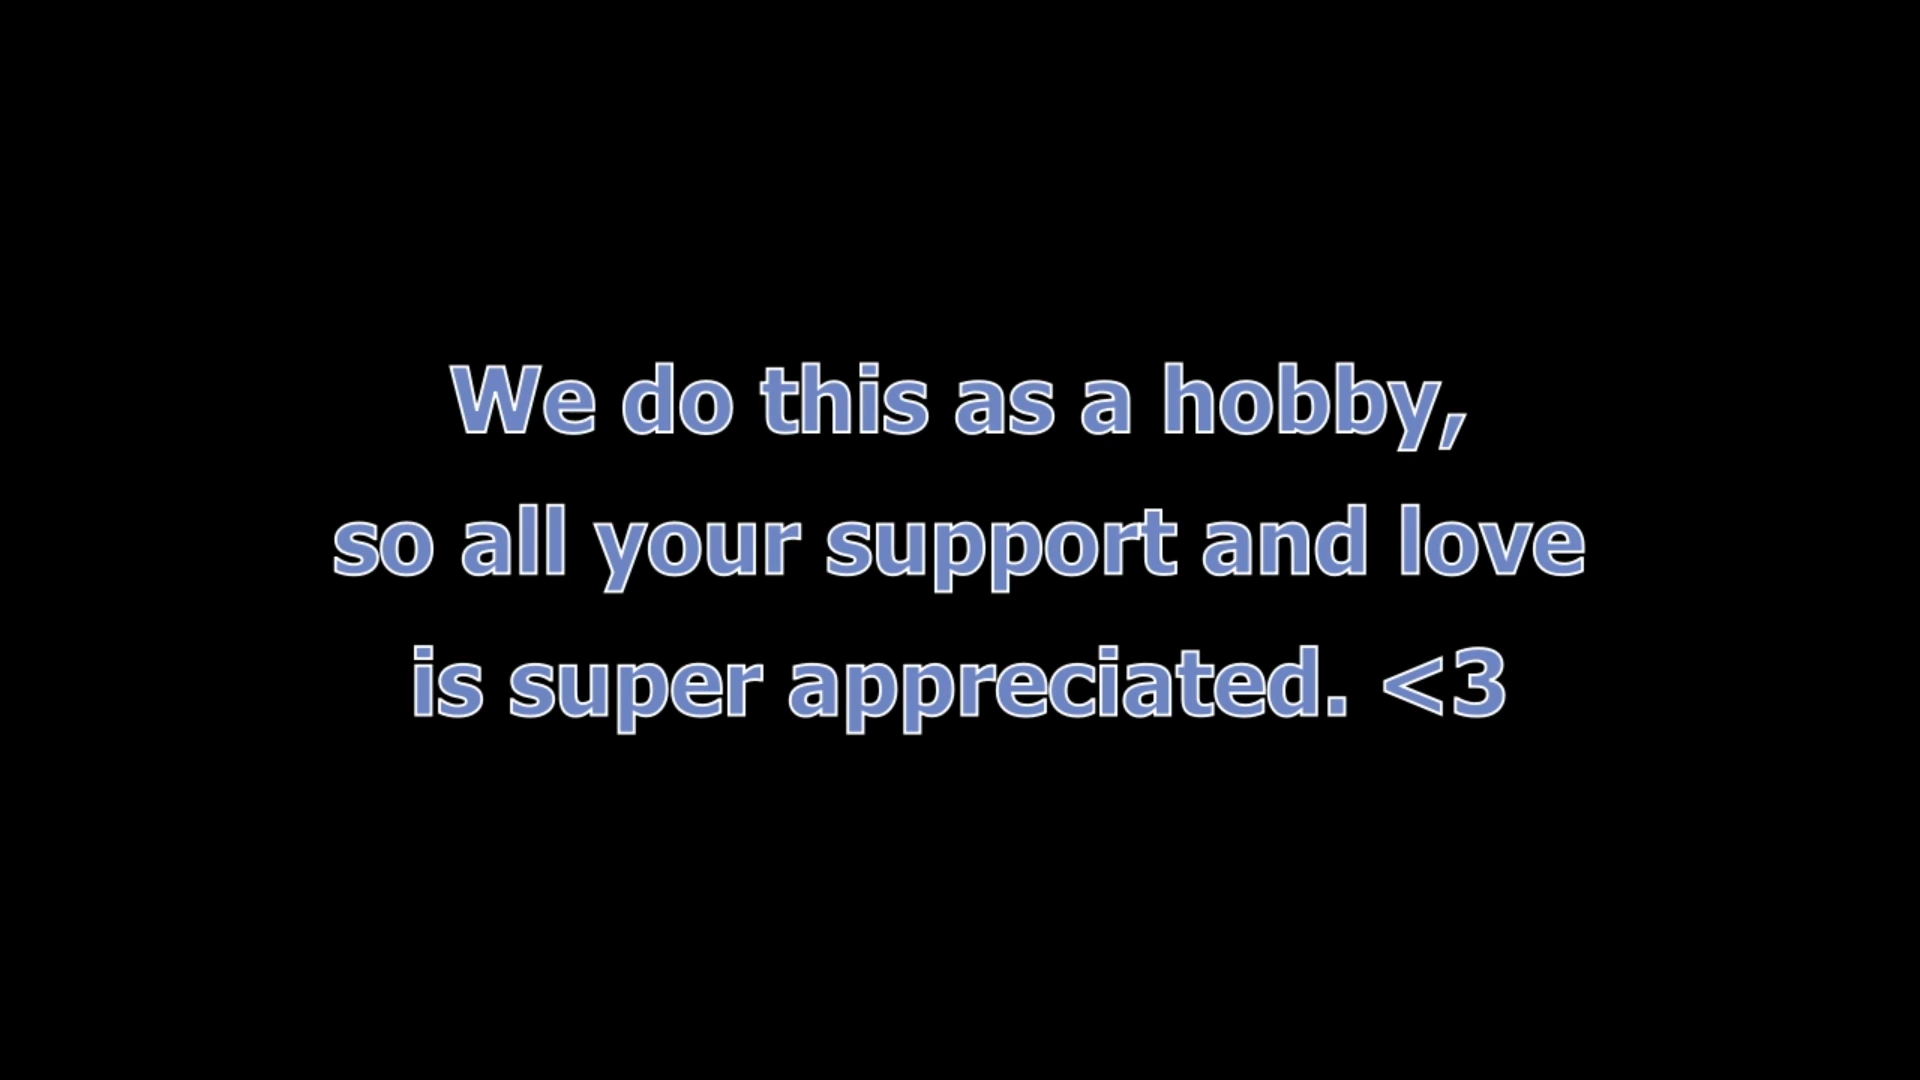 We do this as a hobby,
so all your support and love
is super appreciated. <3